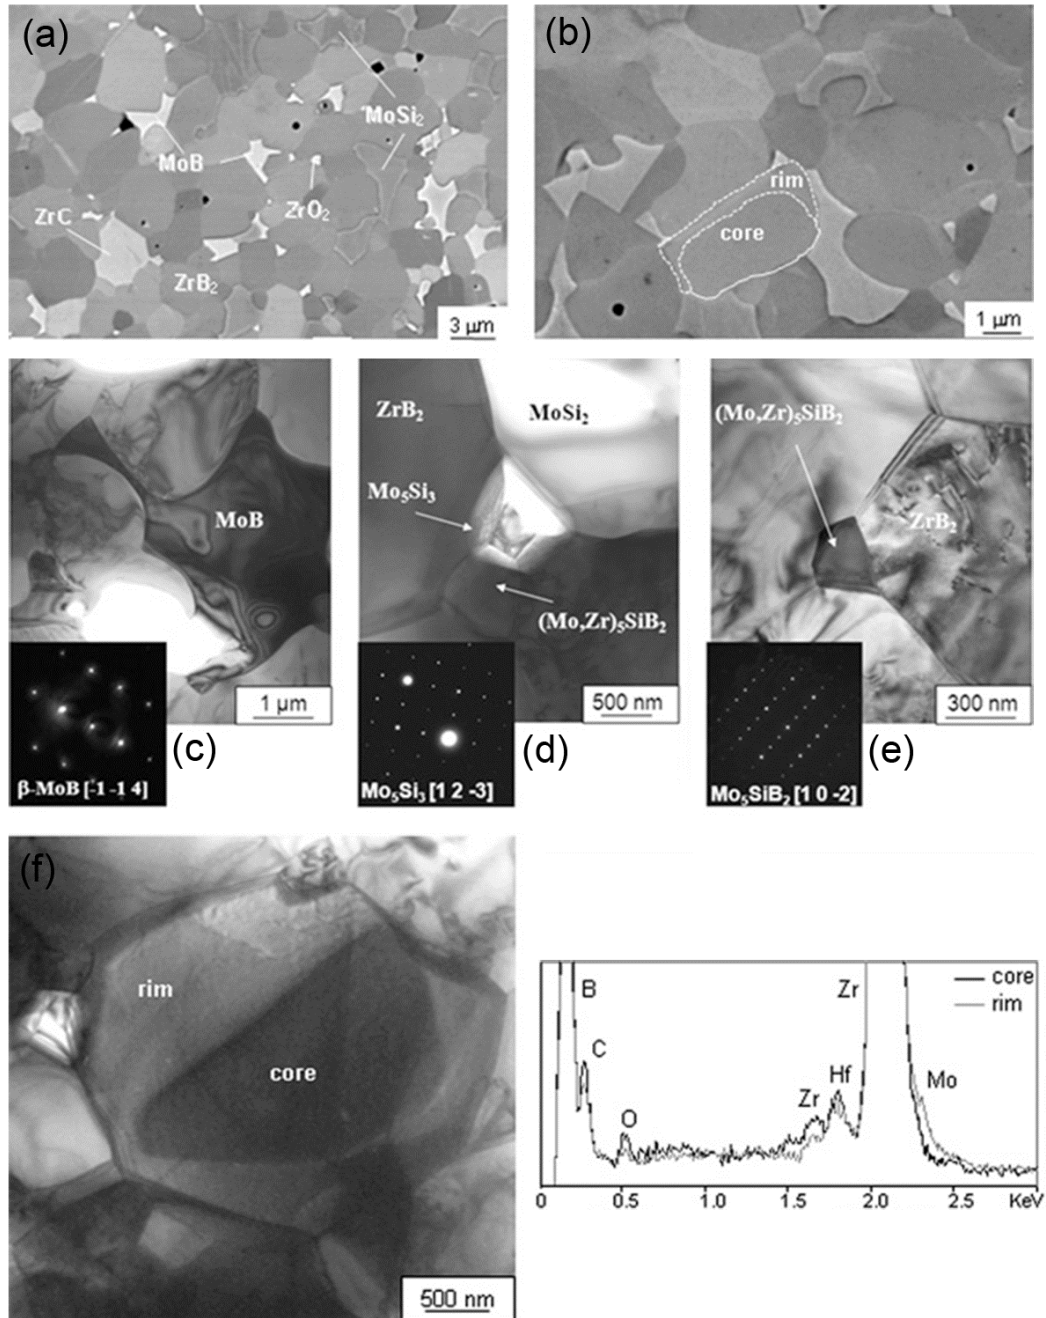 (a)
MoSi₂
MoB
ZrO₂
ZrC
ZrB₂
3 μm
(b)
rim
core
1 μm
MoB
1 μm
β-MoB [-1 -1 4]
(c)
ZrB₂
MoSi₂
Mo₅Si₃
(Mo,Zr)₅SiB₂
500 nm
Mo₅Si₃ [1 2 -3]
(d)
(Mo,Zr)₅SiB₂
ZrB₂
300 nm
Mo₅SiB₂ [1 0 -2]
(e)
(f)
rim
core
500 nm
B
Zr
core
rim
C
Hf
Mo
Zr
O
0 0.5 1.0 1.5 2.0 2.5 KeV